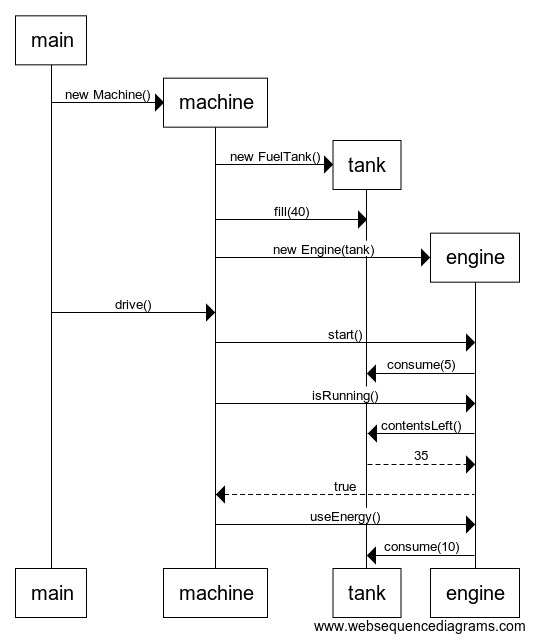 main
new Machine()
machine
new FuelTank()
tank
fill(40)
new Engine(tank)
engine
drive()
start()
consume(5)
isRunning()
contentsLeft()
35
true
useEnergy()
consume(10)
main
machine
tank
engine
www.websequencediagrams.com